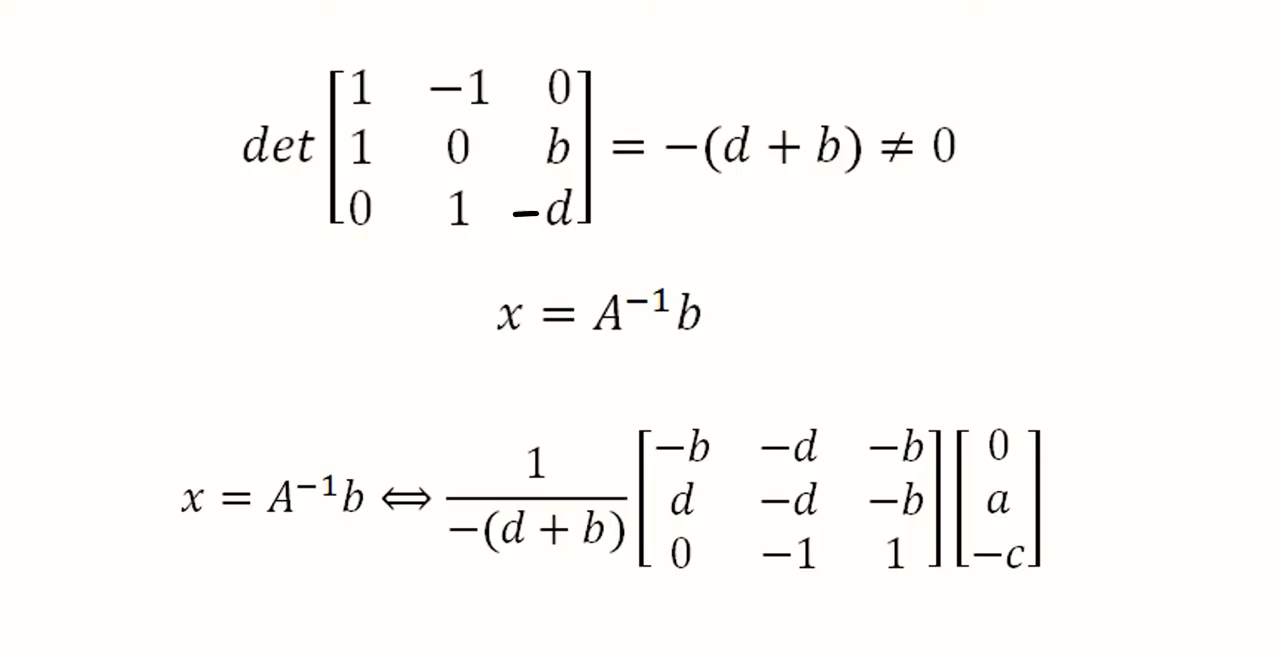 det [1 −1 0; 1 0 b; 0 1 −d] = −(d + b) ≠ 0
x = A⁻¹b
x = A⁻¹b ⇔ 1/−(d + b) [−b −d −b; d −d −b; 0 −1 1] [0; a; −c]